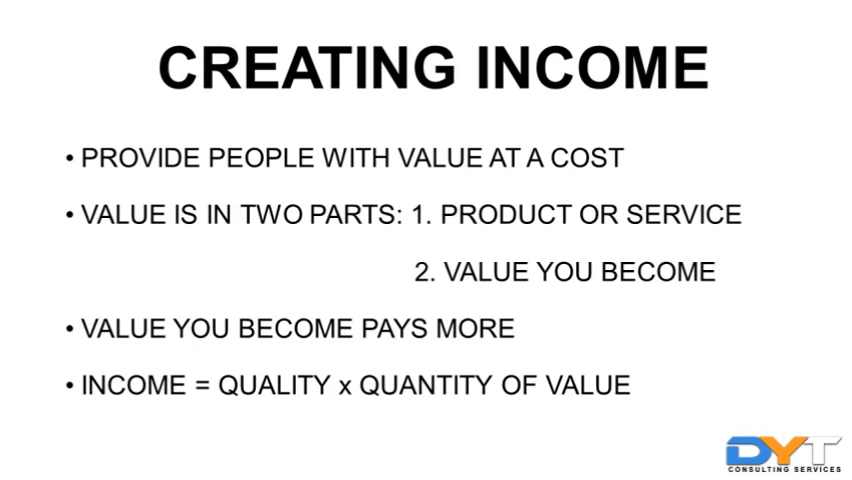 CREATING INCOME
• PROVIDE PEOPLE WITH VALUE AT A COST
• VALUE IS IN TWO PARTS: 1. PRODUCT OR SERVICE
2. VALUE YOU BECOME
• VALUE YOU BECOME PAYS MORE
• INCOME = QUALITY x QUANTITY OF VALUE
DYT
CONSULTING SERVICES